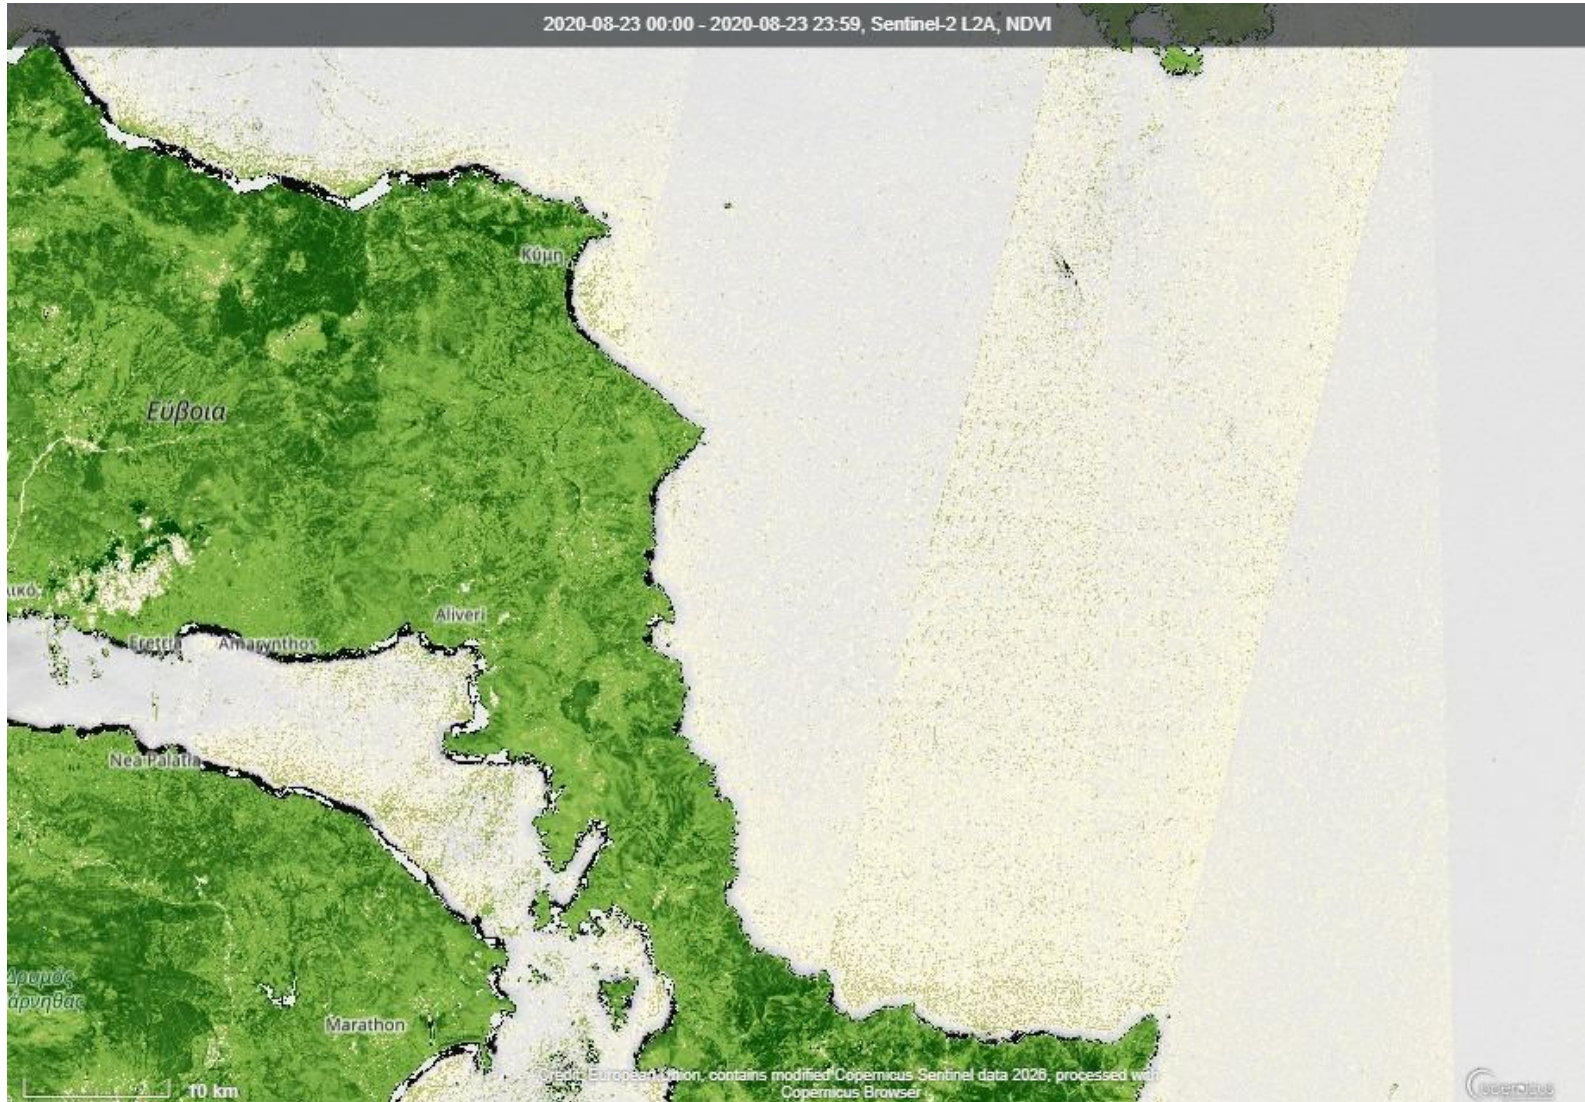 2020-08-23 00:00 - 2020-08-23 23:59, Sentinel-2 L2A, NDVI
Κύμη
Εύβοια
Aliveri
Eretria
Amarynthos
Nea Palatia
Marathon
10 km
Credit: European Union, contains modified Copernicus Sentinel data 2026, processed with
Copernicus Browser
opernicus